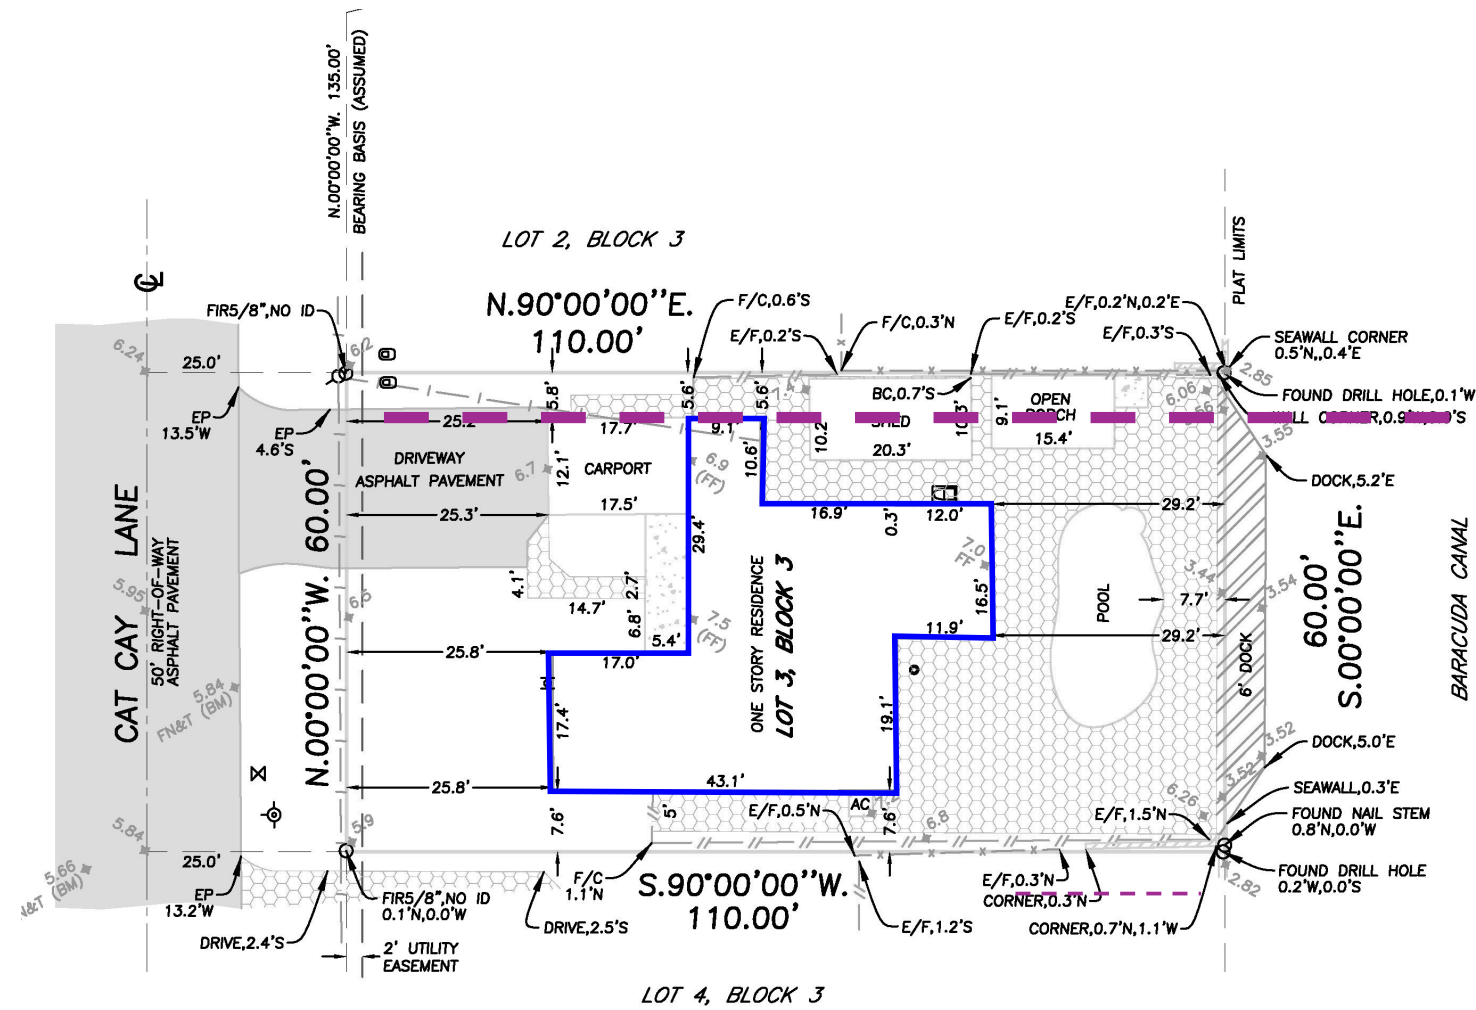 N.00°00'00"W. 135.00'
BEARING BASIS (ASSUMED)
LOT 2, BLOCK 3
N.90°00'00"E.
110.00'
PLAT LIMITS
FIR5/8",NO ID
6.2
F/C,0.6'S
E/F,0.2'S
F/C,0.3'N
E/F,0.2'S
E/F,0.2'N,0.2'E
E/F,0.3'S
SEAWALL CORNER
0.5'N,,0.4'E
2.85
FOUND DRILL HOLE,0.1'W
6.24
25.0'
EP
13.5'W
EP
4.6'S
25.2'
5.8'
17.7'
5.6'
9.1'
5.6'
7.4
BC,0.7'S
SHED
10.2'
20.3'
10.3'
9.1'
OPEN
PORCH
15.4'
6.06
3.55
DOCK,5.2'E
DRIVEWAY
ASPHALT PAVEMENT
6.7
12.1'
CARPORT
17.5'
6.9
(FF)
10.6'
25.3'
29.4'
16.9'
0.3'
12.0'
29.2'
CAT CAY LANE
50' RIGHT-OF-WAY
ASPHALT PAVEMENT
5.95
N.00°00'00"W. 60.00'
4.1'
14.7'
2.7'
6.8'
5.4'
7.5
(FF)
ONE STORY RESIDENCE
LOT 3, BLOCK 3
7.0
FF
16.5'
11.9'
POOL
3.44
7.7'
29.2'
3.54
6' DOCK
60.00'
S.00°00'00"E.
BARACUDA CANAL
25.8'
17.0'
5.84
FN&T (BM)
17.4'
19.1'
25.8'
43.1'
3.52
DOCK,5.0'E
3.52
SEAWALL,0.3'E
5.84
5.9
7.6'
5'
E/F,0.5'N
AC
7.6'
6.8
E/F,1.5'N
6.26
FOUND NAIL STEM
0.8'N,0.0'W
25.0'
5.66
EP
13.2'W
FIR5/8",NO ID
0.1'N,0.0'W
F/C
1.1'N
S.90°00'00"W.
110.00'
E/F,0.3'N
CORNER,0.3'N
2.82
FOUND DRILL HOLE
0.2'W,0.0'S
DRIVE,2.4'S
DRIVE,2.5'S
E/F,1.2'S
CORNER,0.7'N,1.1'W
2' UTILITY
EASEMENT
LOT 4, BLOCK 3